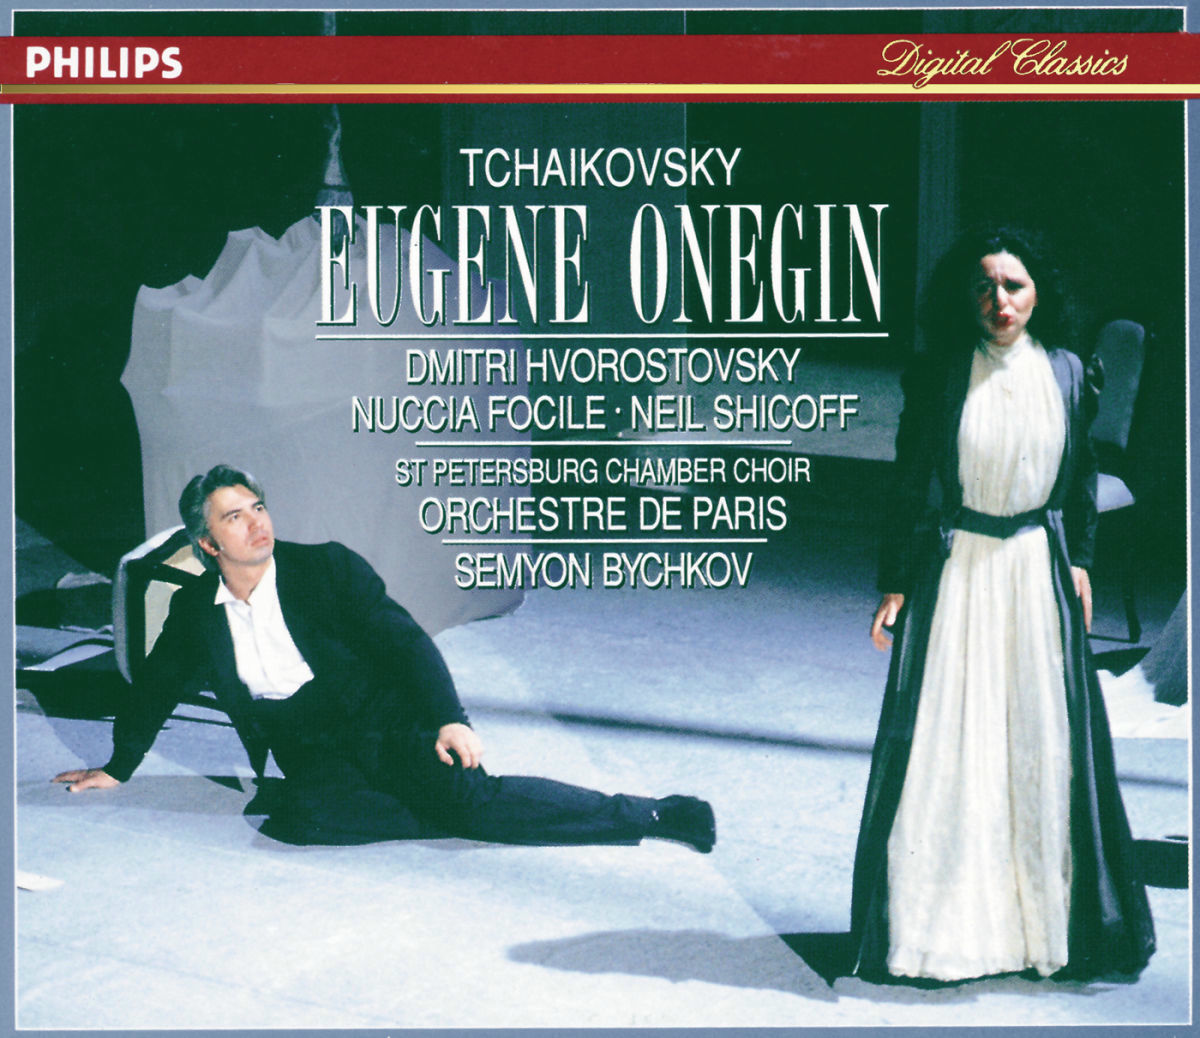 PHILIPS
Digital Classics
TCHAIKOVSKY
EUGENE ONEGIN
DMITRI HVOROSTOVSKY
NUCCIA FOCILE · NEIL SHICOFF
ST PETERSBURG CHAMBER CHOIR
ORCHESTRE DE PARIS
SEMYON BYCHKOV